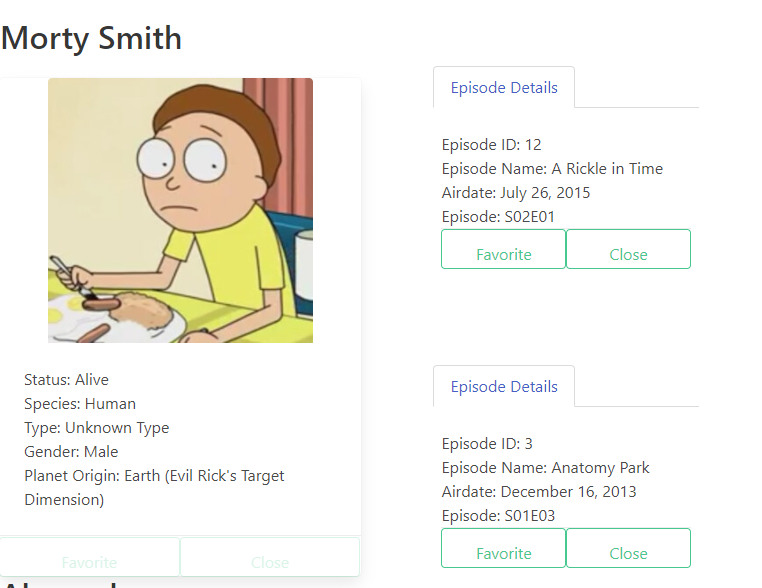 Morty Smith
Status: Alive
Species: Human
Type: Unknown Type
Gender: Male
Planet Origin: Earth (Evil Rick's Target
Dimension)
Favorite
Close
Episode Details
Episode ID: 12
Episode Name: A Rickle in Time
Airdate: July 26, 2015
Episode: S02E01
Favorite
Close
Episode Details
Episode ID: 3
Episode Name: Anatomy Park
Airdate: December 16, 2013
Episode: S01E03
Favorite
Close